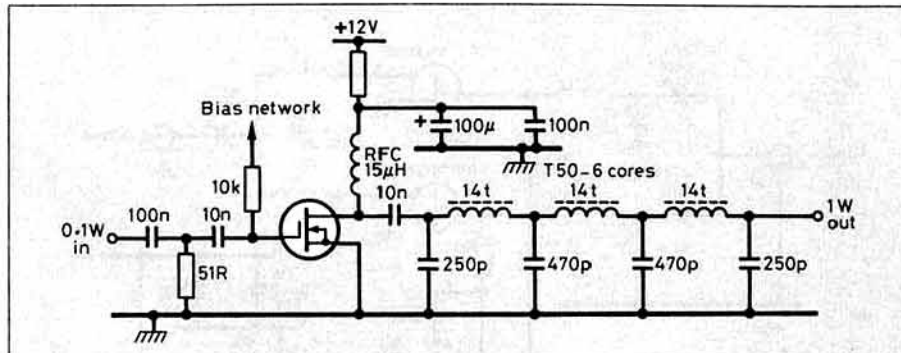 +12V
Bias network
+
100µ
100n
RFC
15µH
T50-6 cores
10k
10n
14t
14t
14t
1W
out
100n
10n
0·1W
in
51R
250p
470p
470p
250p